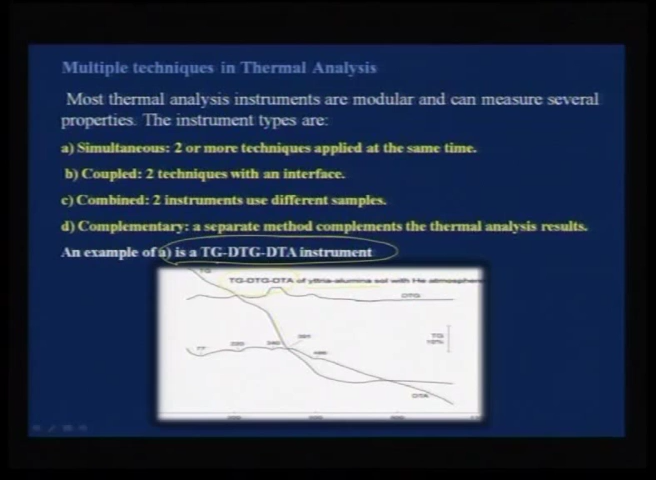 Multiple techniques in Thermal Analysis
Most thermal analysis instruments are modular and can measure several
properties. The instrument types are:
a) Simultaneous: 2 or more techniques applied at the same time.
b) Coupled: 2 techniques with an interface.
c) Combined: 2 instruments use different samples.
d) Complementary: a separate method complements the thermal analysis results.
An example of a) is a TG-DTG-DTA instrument
TG
TG-DTG-DTA of yttria-alumina sol with He atmosphere
DTG
TG
10%
77
DTA